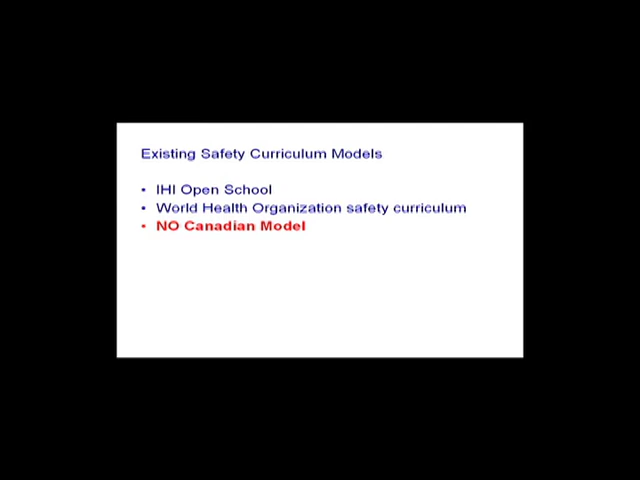 Existing Safety Curriculum Models
• IHI Open School
• World Health Organization safety curriculum
• NO Canadian Model